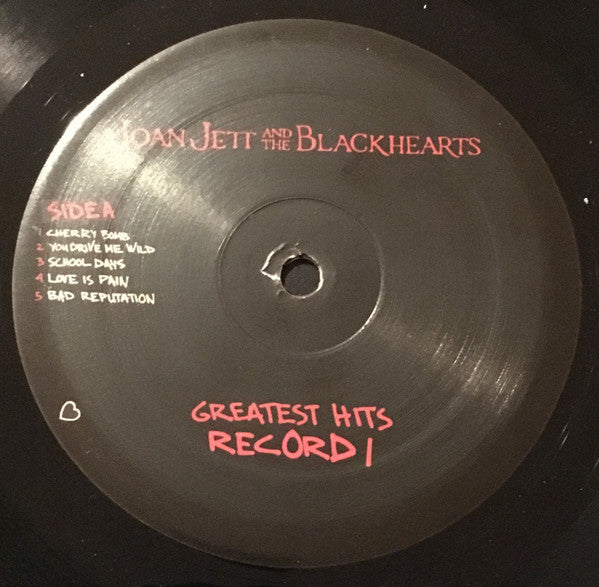 JOAN JETT AND THE BLACKHEARTS
SIDE A
1 CHERRY BOMB
2 YOU DRIVE ME WILD
3 SCHOOL DAYS
4 LOVE IS PAIN
5 BAD REPUTATION
GREATEST HITS
RECORD 1